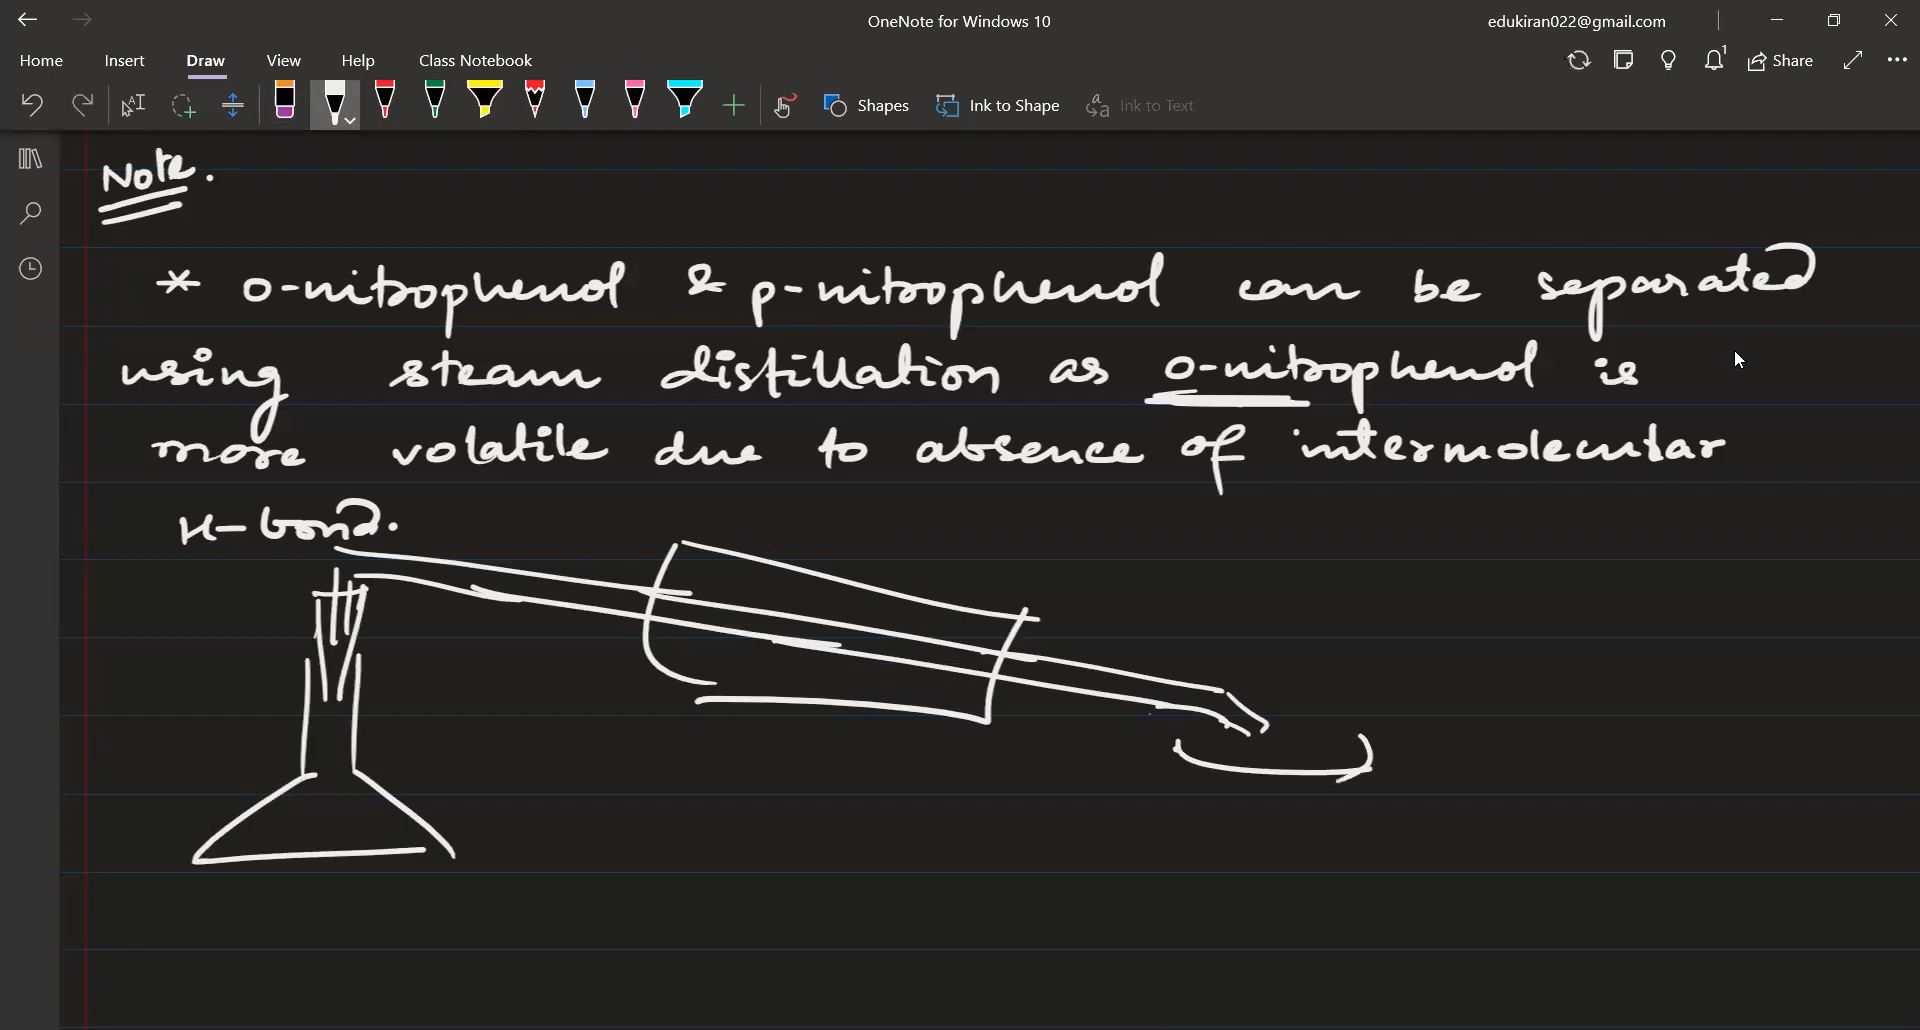 OneNote for Windows 10
edukiran022@gmail.com
Home Insert Draw View Help Class Notebook
1
Share
Shapes Ink to Shape Ink to Text
Note.
* o-nitrophenol & p-nitrophenol can be separated
using steam distillation as o-nitrophenol is
more volatile due to absence of intermolecular
H-bond.